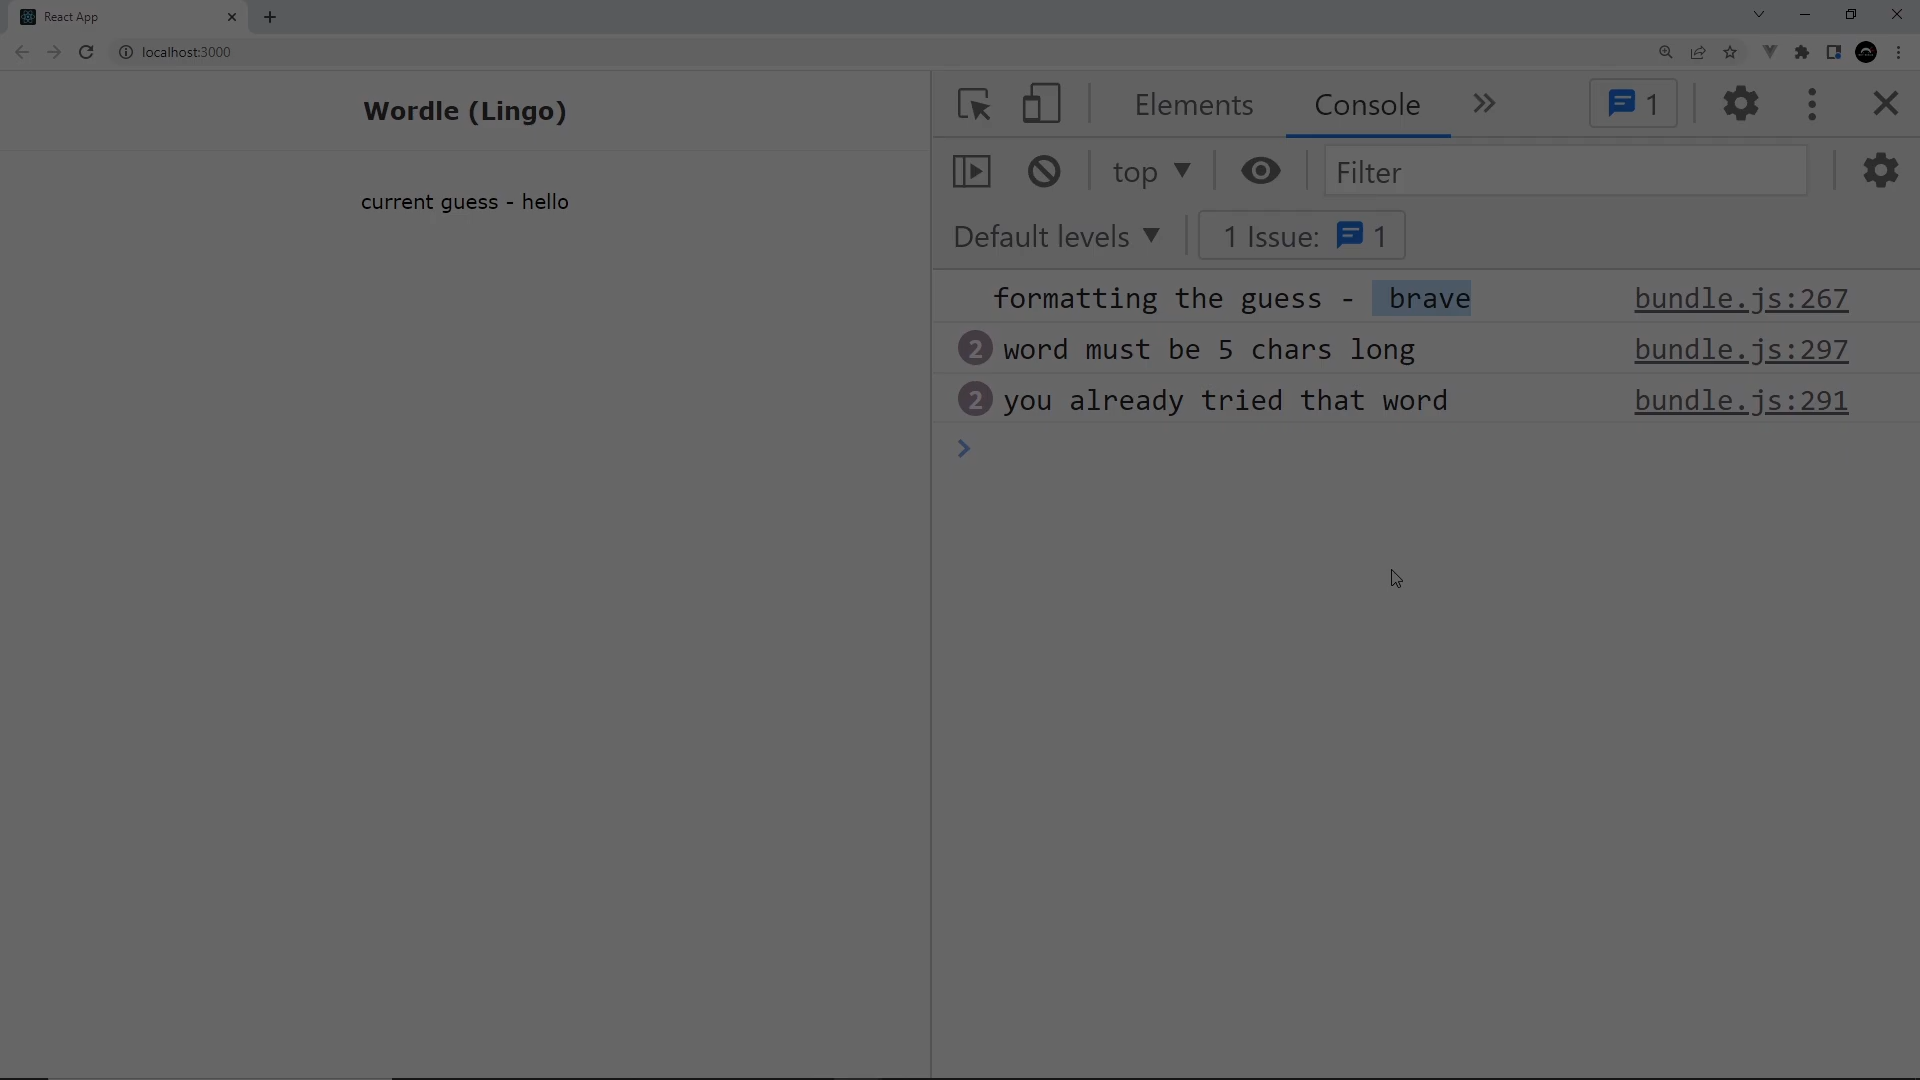 React App
localhost:3000
Wordle (Lingo)
current guess - hello
Elements
Console
1
top
Filter
Default levels
1 Issue: 1
formatting the guess - brave bundle.js:267
2 word must be 5 chars long bundle.js:297
2 you already tried that word bundle.js:291